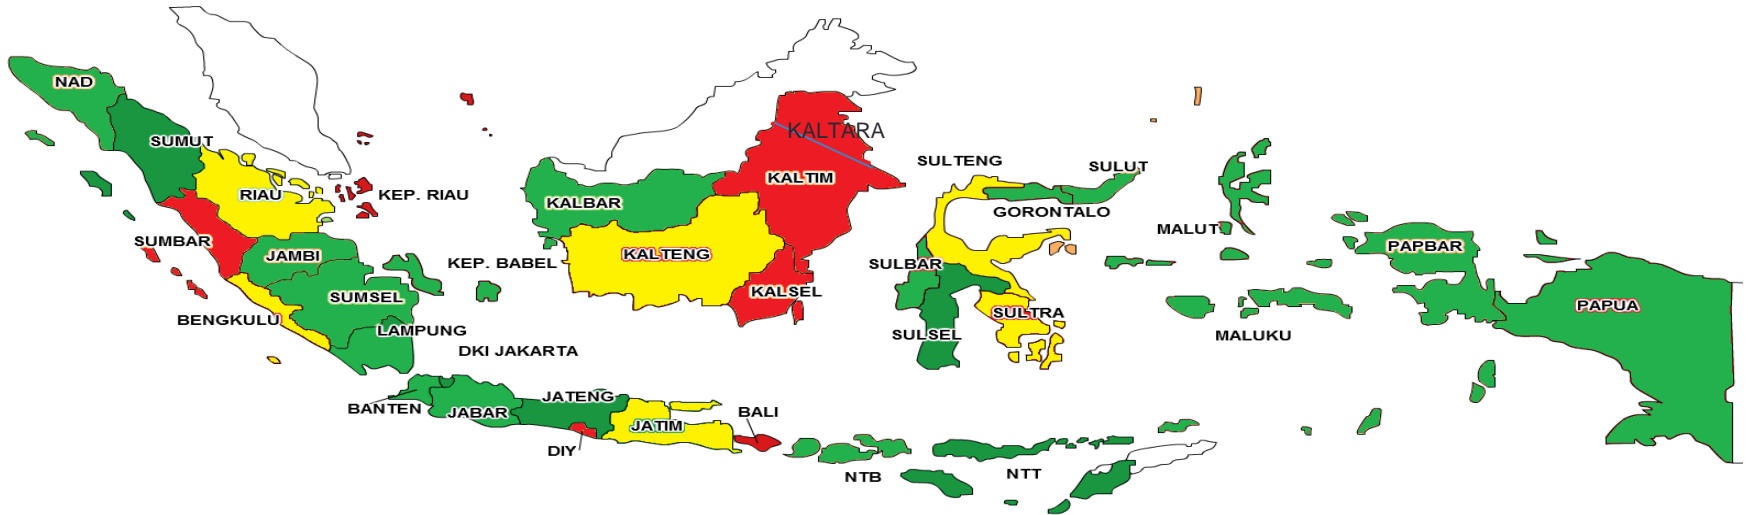 NAD
SUMUT
KALTARA
SULTENG
SULUT
KALTIM
RIAU
KEP. RIAU
KALBAR
GORONTALO
MALUT
SUMBAR
PAPBAR
JAMBI
KALTENG
KEP. BABEL
SULBAR
KALSEL
SUMSEL
PAPUA
SULTRA
BENGKULU
LAMPUNG
SULSEL
MALUKU
DKI JAKARTA
JATENG
BANTEN
JABAR
BALI
JATIM
DIY
NTB
NTT